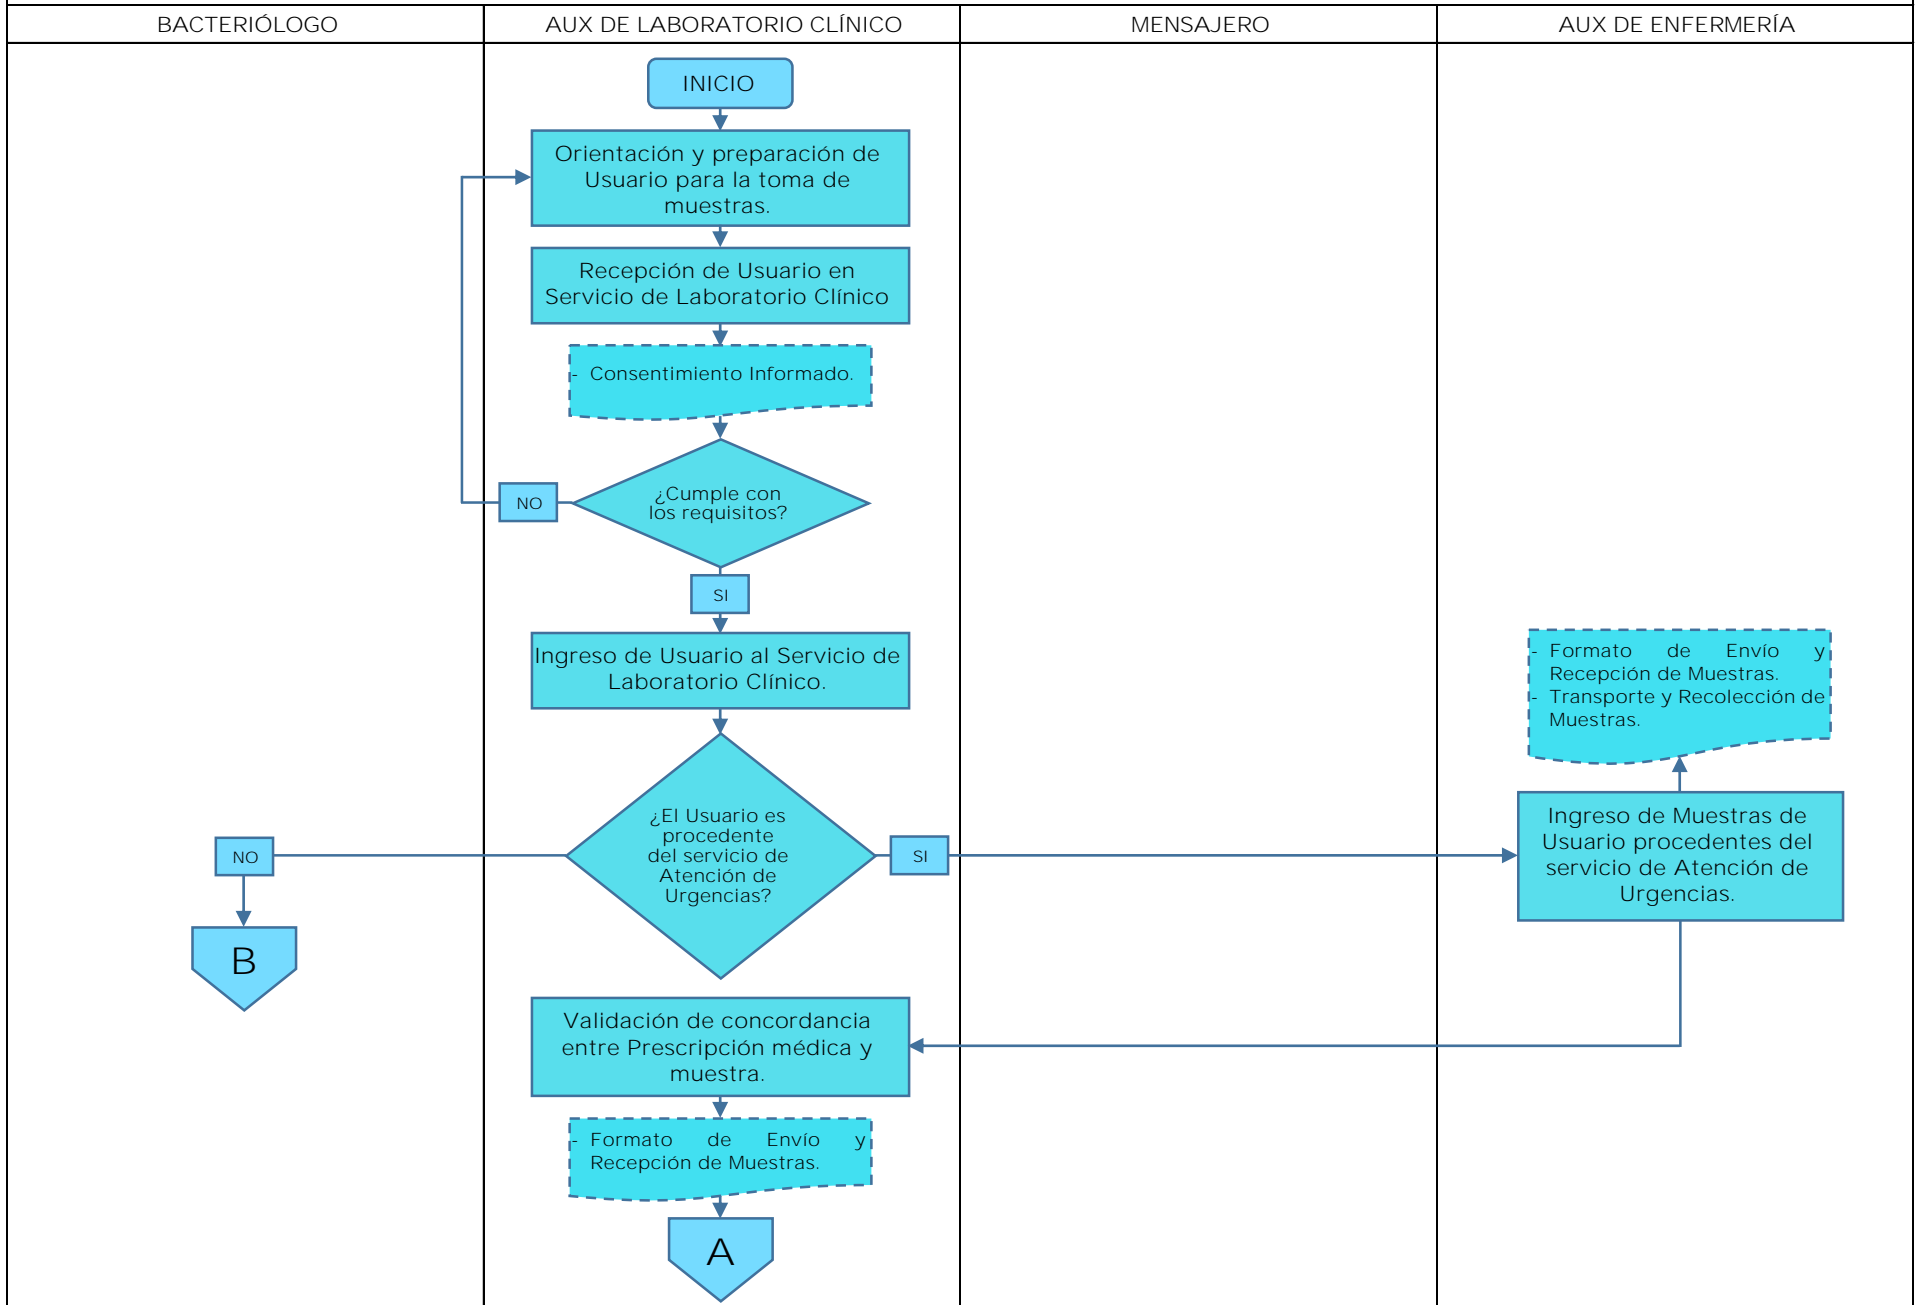 BACTERIÓLOGO
AUX DE LABORATORIO CLÍNICO
MENSAJERO
AUX DE ENFERMERÍA
INICIO
Orientación y preparación de
Usuario para la toma de
muestras.
Recepción de Usuario en
Servicio de Laboratorio Clínico
- Consentimiento Informado.
¿Cumple con
los requisitos?
NO
SI
Ingreso de Usuario al Servicio de
Laboratorio Clínico.
- Formato de Envío y
Recepción de Muestras.
- Transporte y Recolección de
Muestras.
¿El Usuario es
procedente
del servicio de
Atención de
Urgencias?
NO
SI
Ingreso de Muestras de
Usuario procedentes del
servicio de Atención de
Urgencias.
B
Validación de concordancia
entre Prescripción médica y
muestra.
- Formato de Envío y
Recepción de Muestras.
A